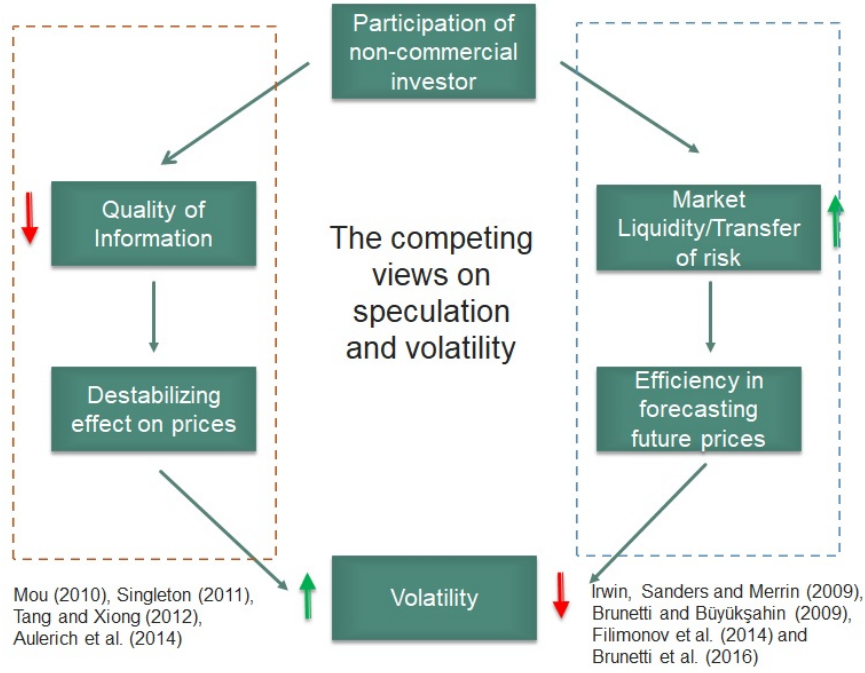 Participation of
non-commercial
investor
Quality of
Information
Market
Liquidity/Transfer
of risk
The competing
views on
speculation
and volatility
Destabilizing
effect on prices
Efficiency in
forecasting
future prices
Volatility
Mou (2010), Singleton (2011),
Tang and Xiong (2012),
Aulerich et al. (2014)
Irwin, Sanders and Merrin (2009),
Brunetti and Büyükşahin (2009),
Filimonov et al. (2014) and
Brunetti et al. (2016)